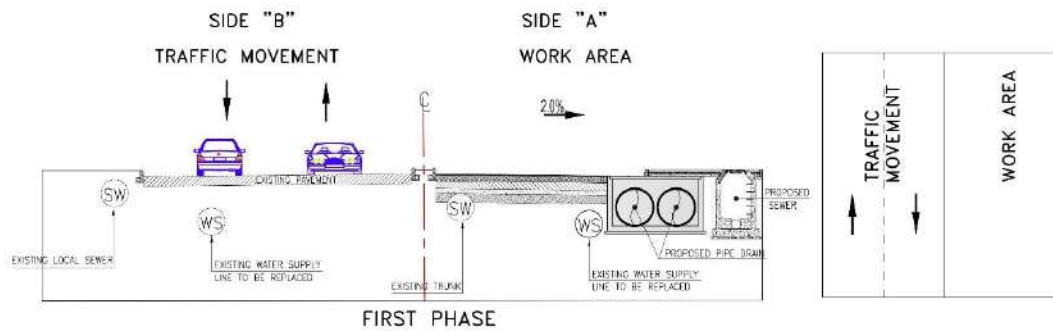 SIDE "B"
TRAFFIC MOVEMENT
SIDE "A"
WORK AREA
℄
2.0%
EXISTING PAVEMENT
SW
WS
SW
WS
EXISTING LOCAL SEWER
EXISTING WATER SUPPLY
LINE TO BE REPLACED
EXISTING TRUNK
EXISTING WATER SUPPLY
LINE TO BE REPLACED
PROPOSED PIPE DRAIN
PROPOSED
SEWER
FIRST PHASE
TRAFFIC
MOVEMENT
WORK AREA